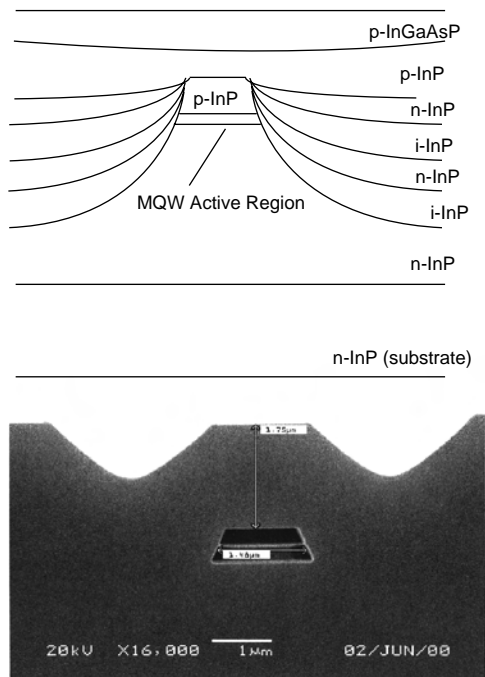 p-InGaAsP
p-InP
p-InP
n-InP
i-InP
n-InP
MQW Active Region
i-InP
n-InP
n-InP (substrate)
1.75μm
1.48μm
20kV X16,000 1μm 02/JUN/00